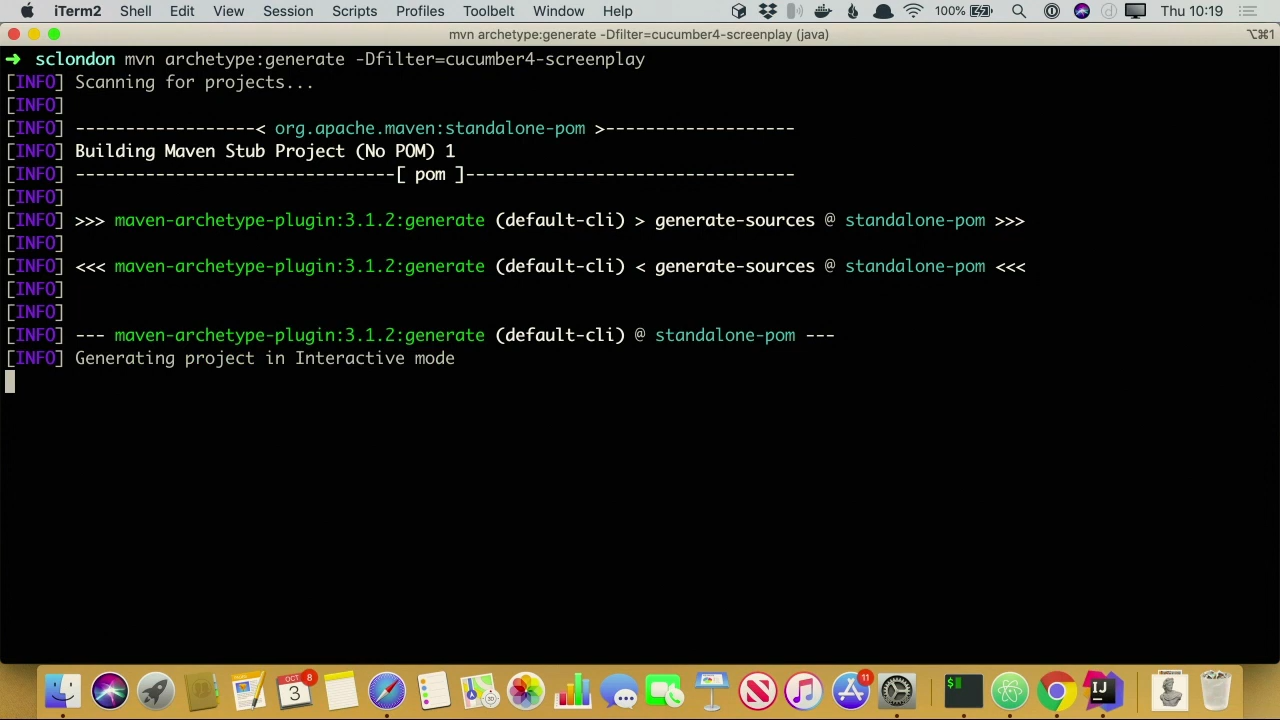 iTerm2 Shell Edit View Session Scripts Profiles Toolbelt Window Help 100% Thu 10:19
mvn archetype:generate -Dfilter=cucumber4-screenplay (java) ⌥⌘1
➜ sclondon mvn archetype:generate -Dfilter=cucumber4-screenplay
[INFO] Scanning for projects...
[INFO]
[INFO] ------------------< org.apache.maven:standalone-pom >-------------------
[INFO] Building Maven Stub Project (No POM) 1
[INFO] --------------------------------[ pom ]---------------------------------
[INFO]
[INFO] >>> maven-archetype-plugin:3.1.2:generate (default-cli) > generate-sources @ standalone-pom >>>
[INFO]
[INFO] <<< maven-archetype-plugin:3.1.2:generate (default-cli) < generate-sources @ standalone-pom <<<
[INFO]
[INFO]
[INFO] --- maven-archetype-plugin:3.1.2:generate (default-cli) @ standalone-pom ---
[INFO] Generating project in Interactive mode
OCT 3 8 11 $ IJ